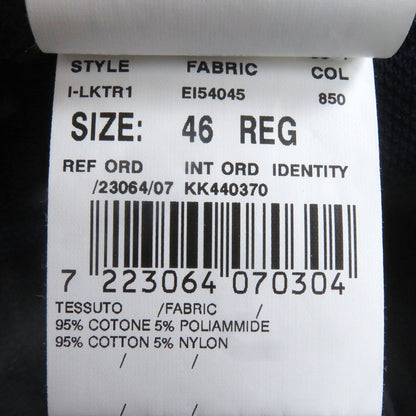 STYLE FABRIC COL
I-LKTR1 EI54045 850
SIZE: 46 REG
REF ORD INT ORD IDENTITY
/23064/07 KK440370
7 223064 070304
TESSUTO /FABRIC /
95% COTONE 5% POLIAMMIDE
95% COTTON 5% NYLON
/ /
/ /